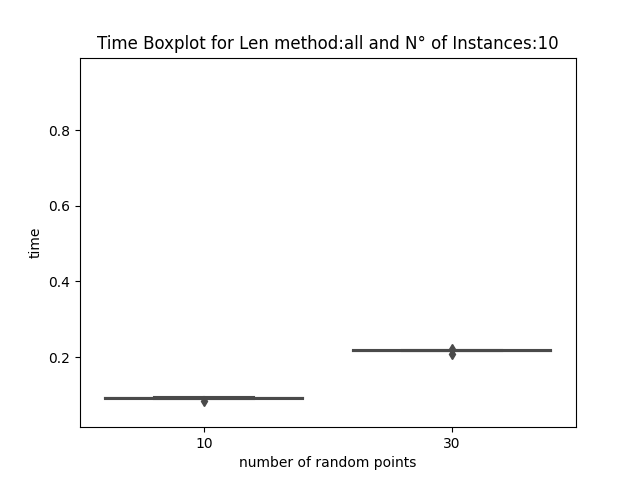 Time Boxplot for Len method:all and N° of Instances:10
0.8
0.6
0.4
0.2
time
10 30
number of random points